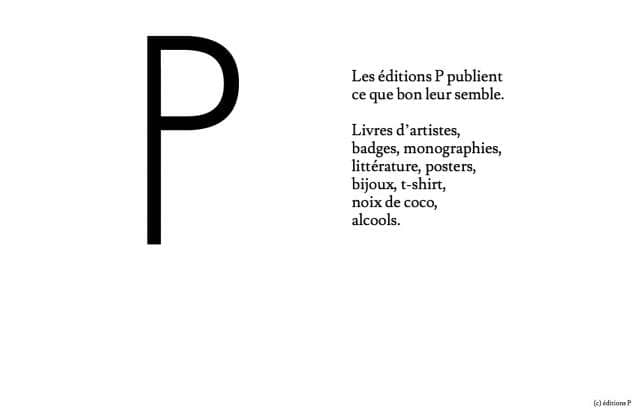 P
Les éditions P publient
ce que bon leur semble.
Livres d’artistes,
badges, monographies,
littérature, posters,
bijoux, t-shirt,
noix de coco,
alcools.
(c) éditions P